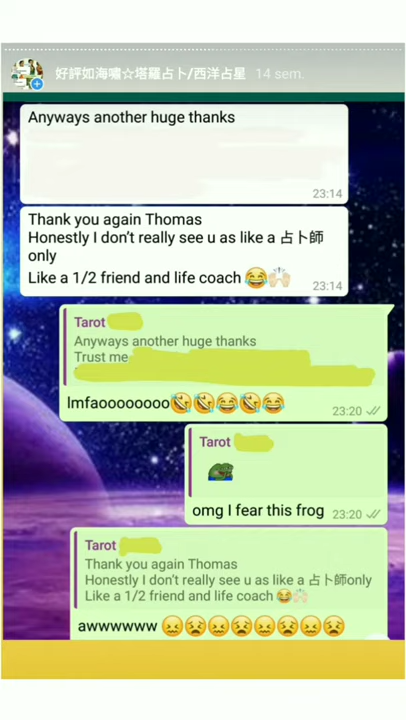 好評如海嘯☆塔羅占卜/西洋占星 14 sem.
Anyways another huge thanks
23:14
Thank you again Thomas
Honestly I don't really see u as like a 占卜師
only
Like a 1/2 friend and life coach 😂🙌🏻
23:14
Tarot
Anyways another huge thanks
Trust me
lmfaoooooooo🤣🤣😂🤣😂
23:20
Tarot
omg I fear this frog 23:20
Tarot
Thank you again Thomas
Honestly I don't really see u as like a 占卜師only
Like a 1/2 friend and life coach 😂🙌🏻
awwwwww 😖😫😖😫😖😫😖😫